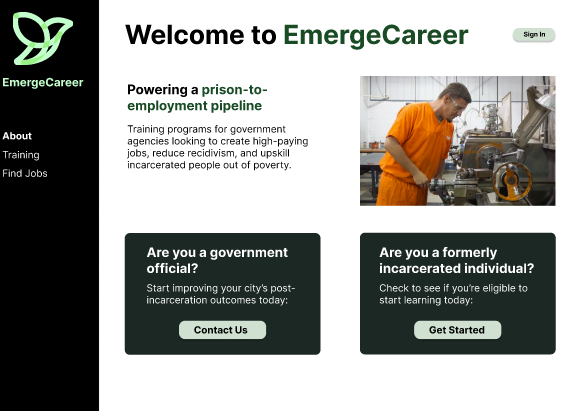 EmergeCareer
About
Training
Find Jobs
Welcome to EmergeCareer
Sign In
Powering a prison-to-
employment pipeline
Training programs for government
agencies looking to create high-paying
jobs, reduce recidivism, and upskill
incarcerated people out of poverty.
Are you a government
official?
Start improving your city’s post-
incarceration outcomes today:
Contact Us
Are you a formerly
incarcerated individual?
Check to see if you’re eligible to
start learning today:
Get Started